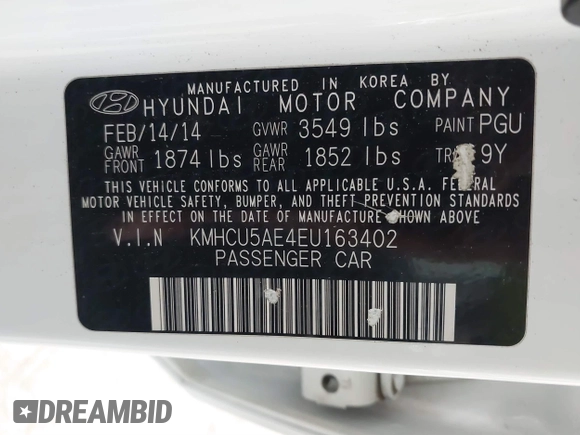 MANUFACTURED IN KOREA BY
HYUNDAI MOTOR COMPANY
FEB/14/14 GVWR 3549 lbs PAINT PGU
GAWR FRONT 1874 lbs GAWR REAR 1852 lbs 9Y
THIS VEHICLE CONFORMS TO ALL APPLICABLE U.S.A. FEDERAL
MOTOR VEHICLE SAFETY, BUMPER, AND THEFT PREVENTION STANDARDS
IN EFFECT ON THE DATE OF MANUFACTURE SHOWN ABOVE
V.I.N KMHCU5AE4EU163402
PASSENGER CAR
DREAMBID